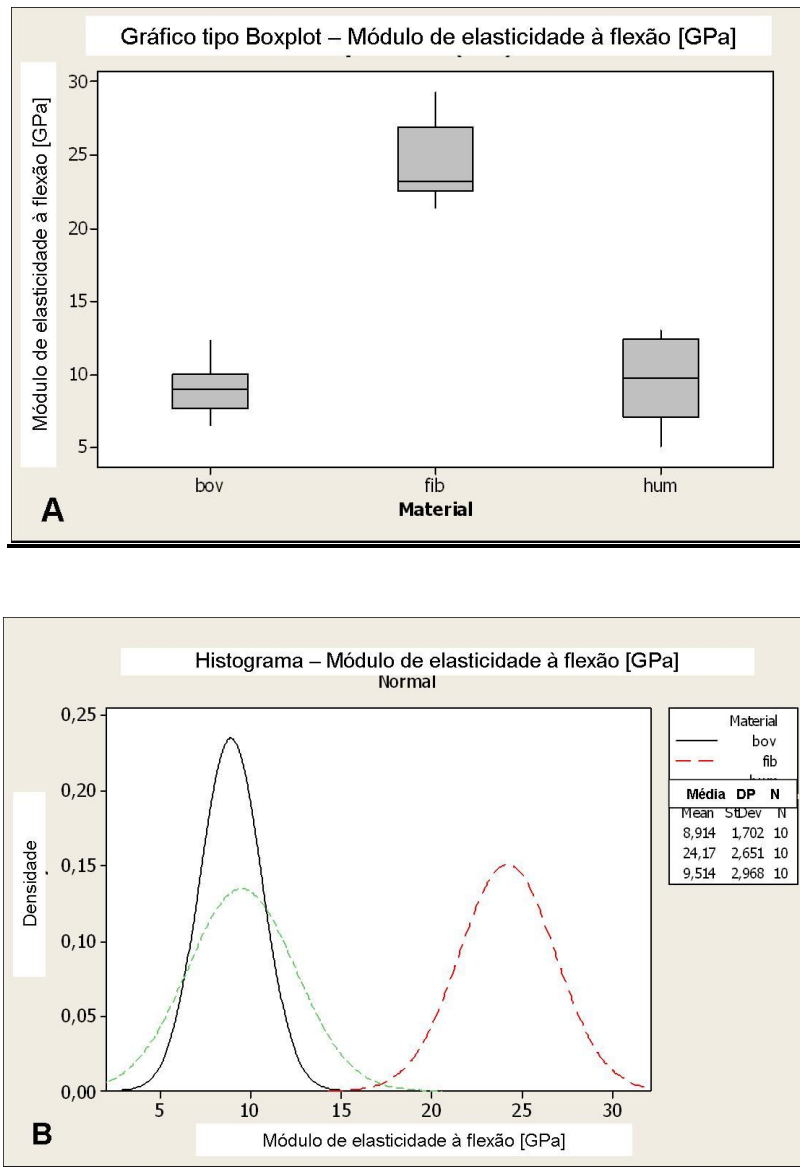 Gráfico tipo Boxplot – Módulo de elasticidade à flexão [GPa]
Módulo de elasticidade à flexão [GPa]
30
25
20
15
10
5
bov
fib
hum
Material
A
Histograma – Módulo de elasticidade à flexão [GPa]
Normal
Densidade
0,25
0,20
0,15
0,10
0,05
0,00
5
10
15
20
25
30
Módulo de elasticidade à flexão [GPa]
B
Material
bov
fib
Média DP N
Mean StDev N
8,914 1,702 10
24,17 2,651 10
9,514 2,968 10